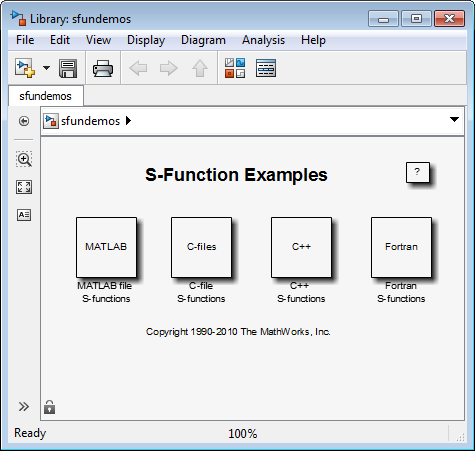 Library: sfundemos
File Edit View Display Diagram Analysis Help
sfundemos
sfundemos
S-Function Examples
?
MATLAB C-files C++ Fortran
MATLAB file C-file C++ Fortran
S-functions S-functions S-functions S-functions
Copyright 1990-2010 The MathWorks, Inc.
Ready 100%